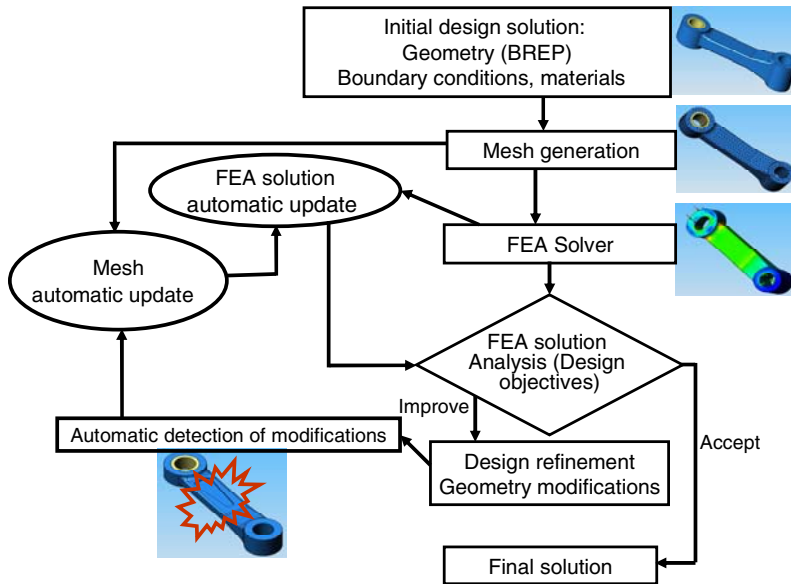 Initial design solution:
Geometry (BREP)
Boundary conditions, materials
Mesh generation
FEA solution
automatic update
FEA Solver
Mesh
automatic update
FEA solution
Analysis (Design
objectives)
Improve
Accept
Automatic detection of modifications
Design refinement
Geometry modifications
Final solution